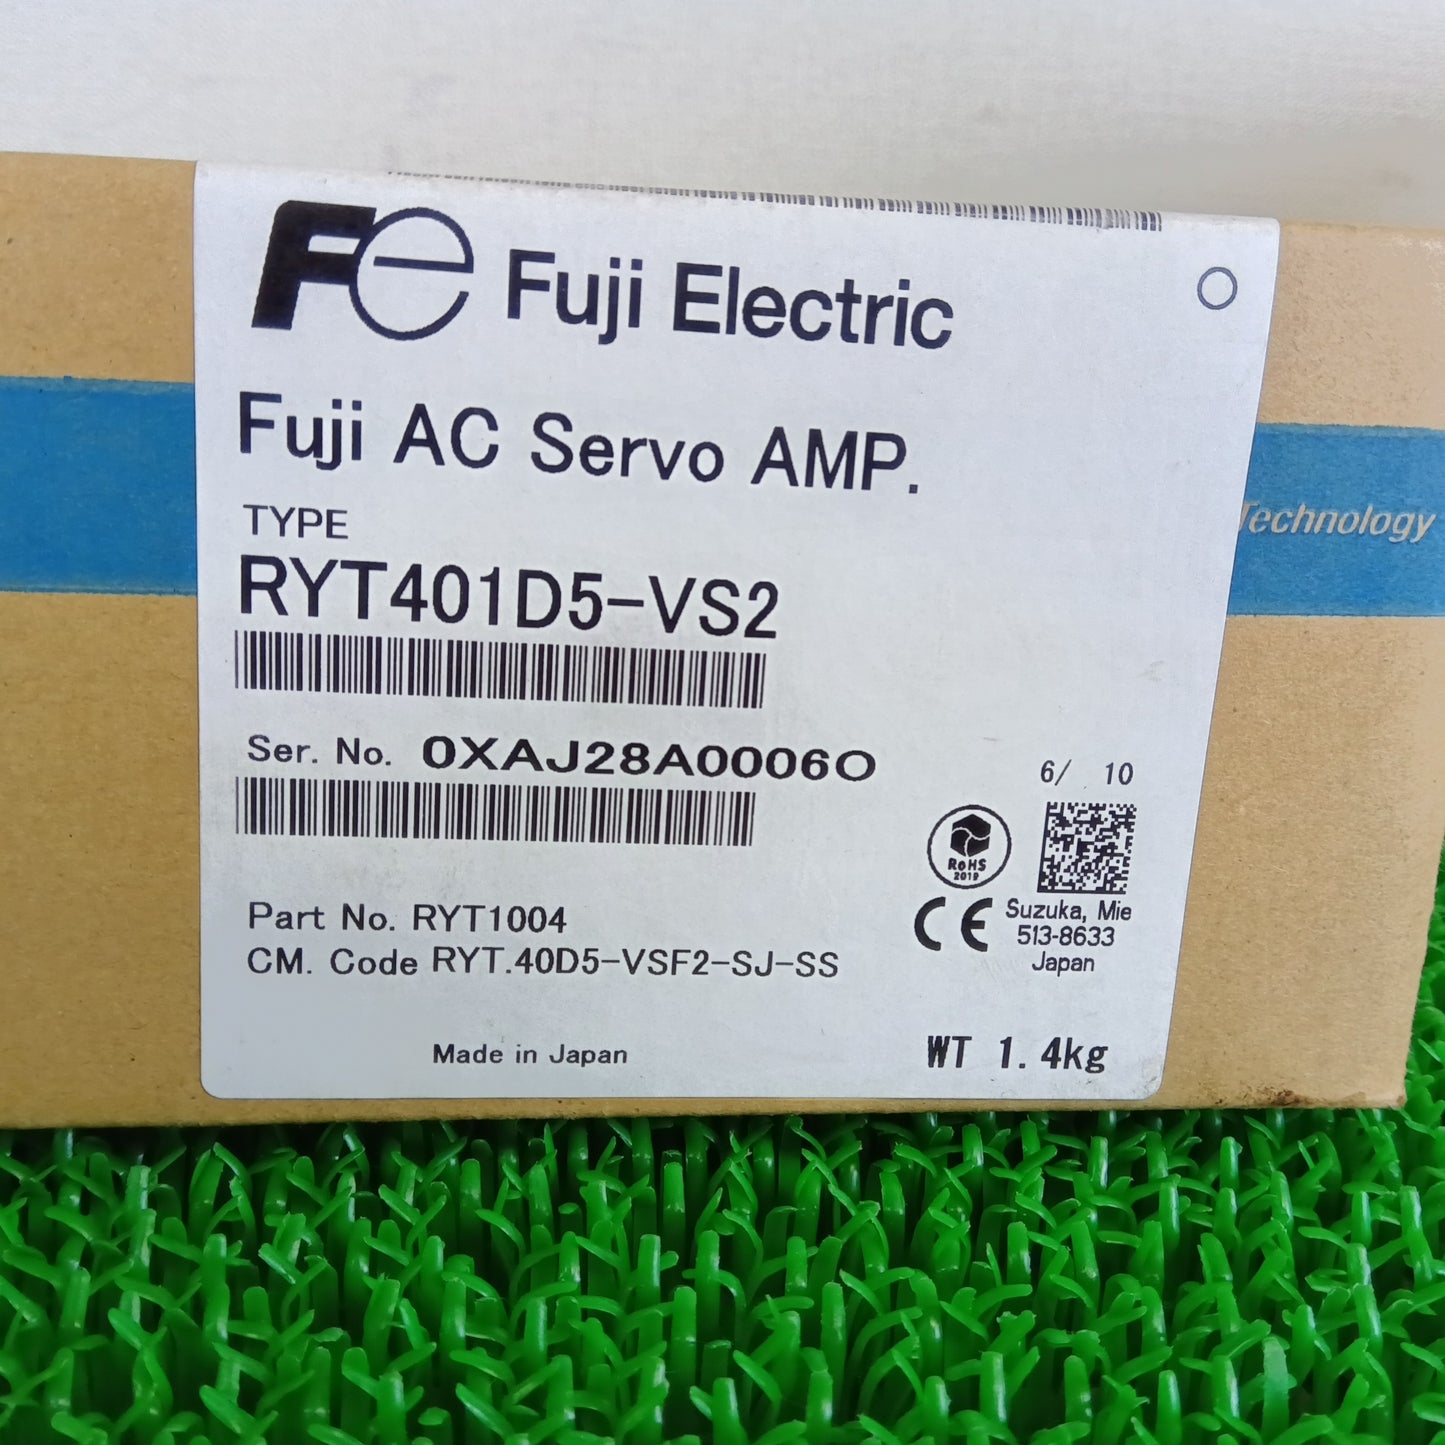 Fe Fuji Electric
Fuji AC Servo AMP.
TYPE
RYT401D5-VS2
Ser. No. 0XAJ28A0006O
6/ 10
RoHS
2019
CE
Suzuka, Mie
513-8633
Japan
Part No. RYT1004
CM. Code RYT.40D5-VSF2-SJ-SS
Made in Japan
WT 1.4kg
Technology